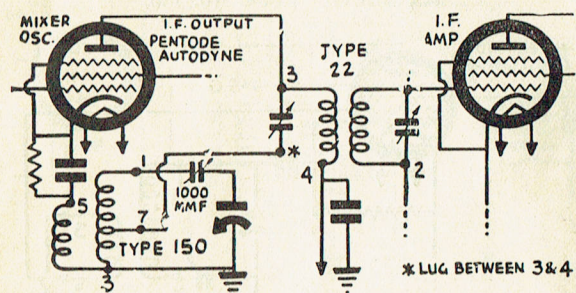 MIXER
OSC.
I.F. OUTPUT
PENTODE
AUTODYNE
TYPE
22
I.F.
AMP
3
*
4
2
1
1000
MMF
5
7
TYPE 150
3
* LUG BETWEEN 3 & 4